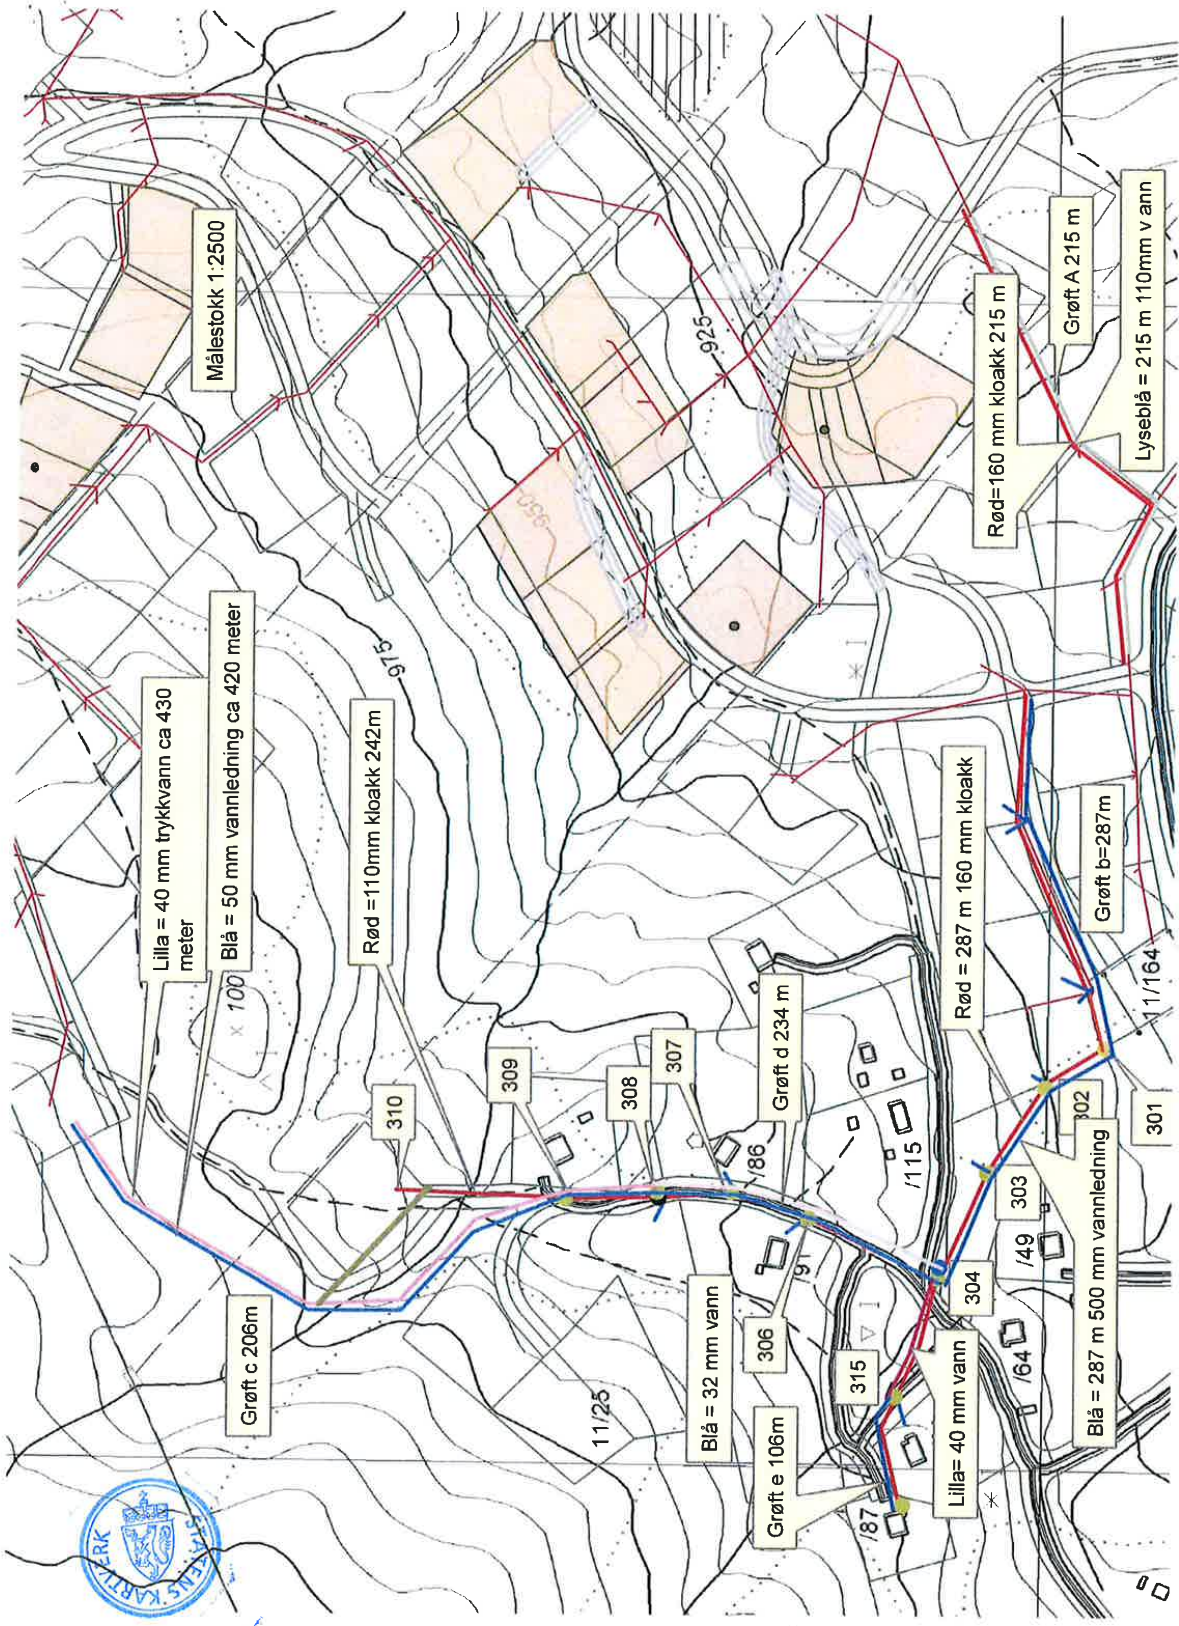 Målestokk 1:2500
Lilla = 40 mm trykkvann ca 430
meter
Blå = 50 mm vannledning ca 420 meter
Rød =110mm kloakk 242m
Grøft c 206m
STATENS KARTVERK
310
309
308
307
306
315
304
303
302
301
Grøft d 234 m
Blå = 32 mm vann
Grøft e 106m
Lilla= 40 mm vann
Rød = 287 m 160 mm kloakk
Blå = 287 m 500 mm vannledning
Grøft b=287m
Rød=160 mm kloakk 215 m
Grøft A 215 m
Lyseblå = 215 m 110mm v ann
975
950
925
100
11/25
11/164
/86
/115
/49
/64
/87